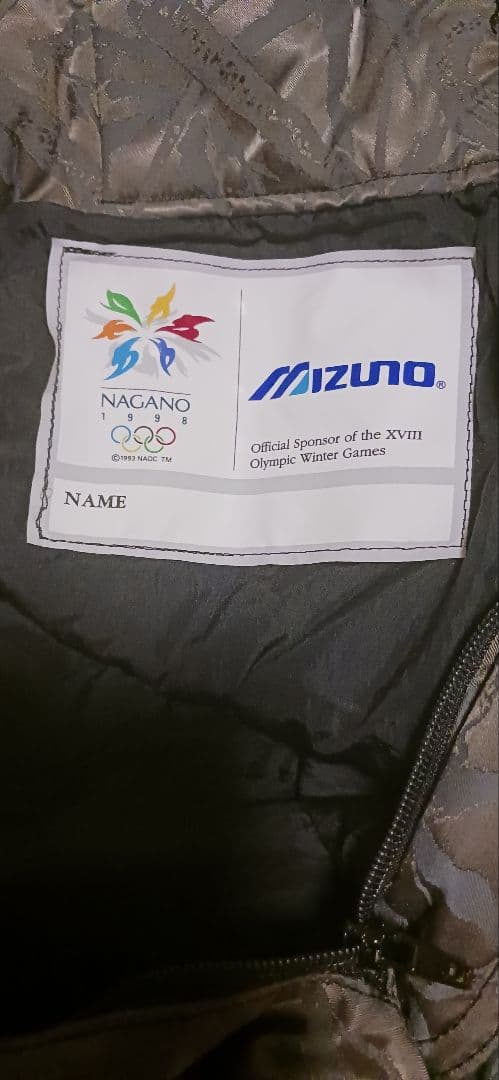 NAGANO
1 9 9 8
©1993 NAOC TM
MIZUNO®
Official Sponsor of the XVIII
Olympic Winter Games
NAME